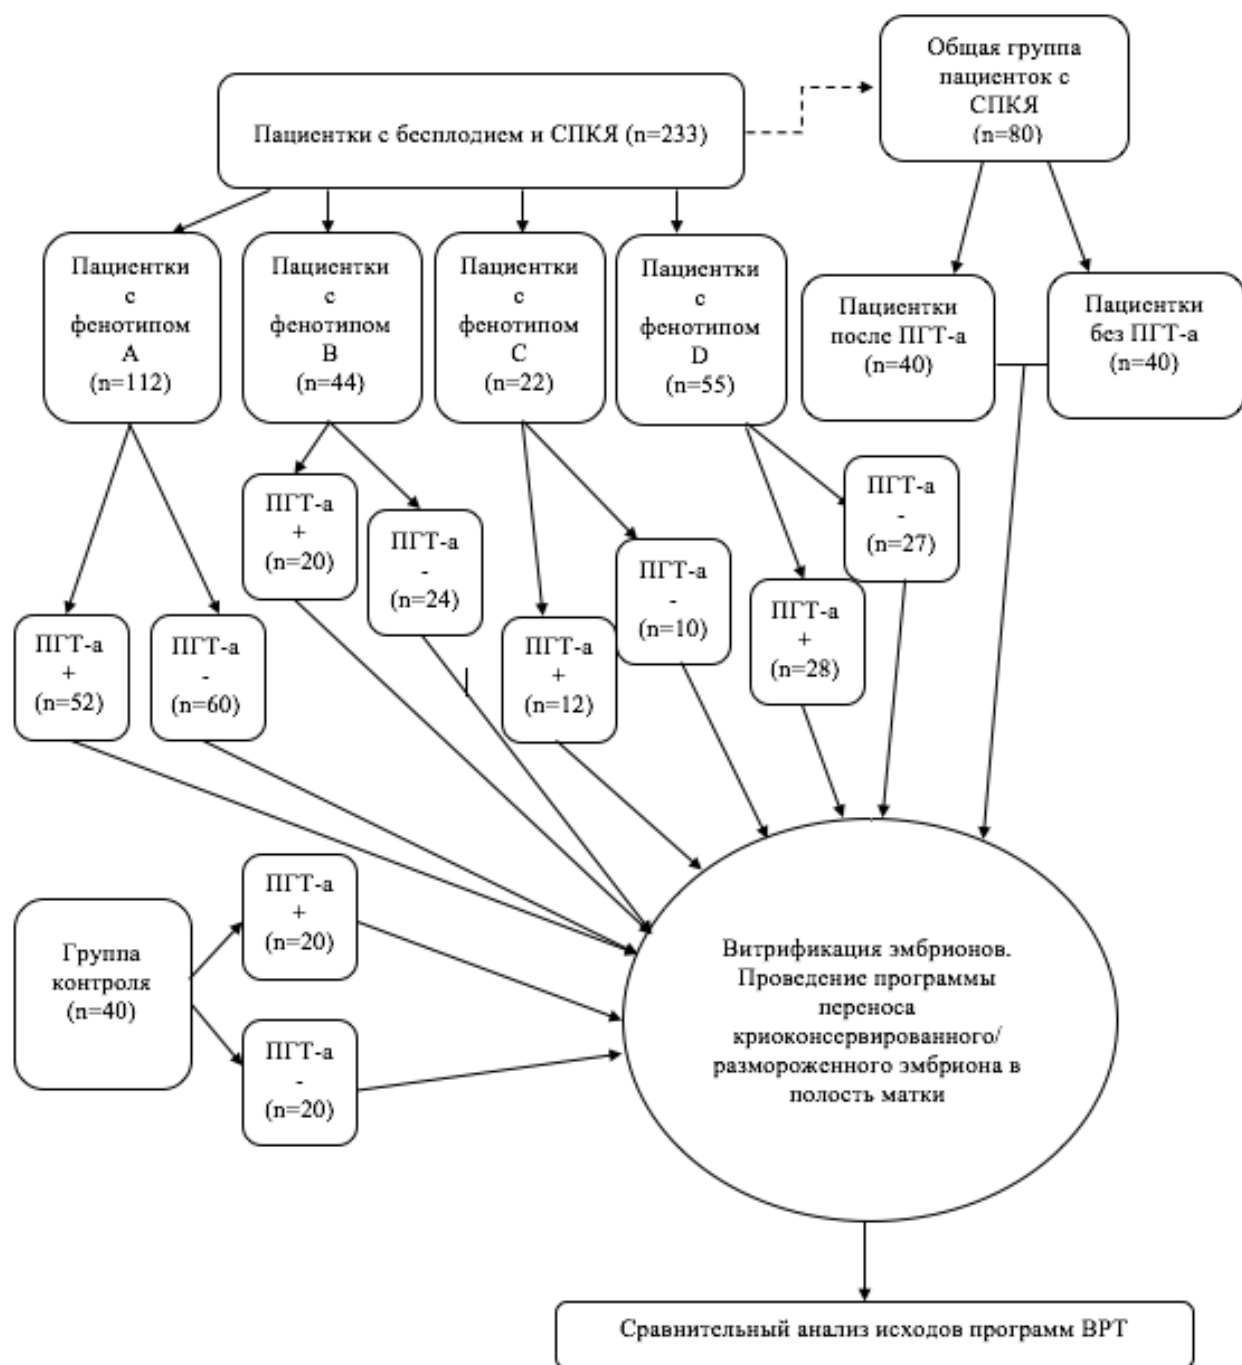 Общая группа
пациенток с
СПКЯ
(n=80)
Пациентки с бесплодием и СПКЯ (n=233)
Пациентки
с
фенотипом
A
(n=112)
Пациентки
с
фенотипом
B
(n=44)
Пациентки
с
фенотипом
C
(n=22)
Пациентки
с
фенотипом
D
(n=55)
Пациентки
после ПГТ-а
(n=40)
Пациентки
без ПГТ-а
(n=40)
ПГТ-а
+
(n=52)
ПГТ-а
-
(n=60)
ПГТ-а
+
(n=20)
ПГТ-а
-
(n=24)
ПГТ-а
+
(n=12)
ПГТ-а
-
(n=10)
ПГТ-а
+
(n=28)
ПГТ-а
-
(n=27)
Группа
контроля
(n=40)
ПГТ-а
+
(n=20)
ПГТ-а
-
(n=20)
Витрификация эмбрионов.
Проведение программы
переноса
криоконсервированного/
размороженного эмбриона в
полость матки
Сравнительный анализ исходов программ ВРТ